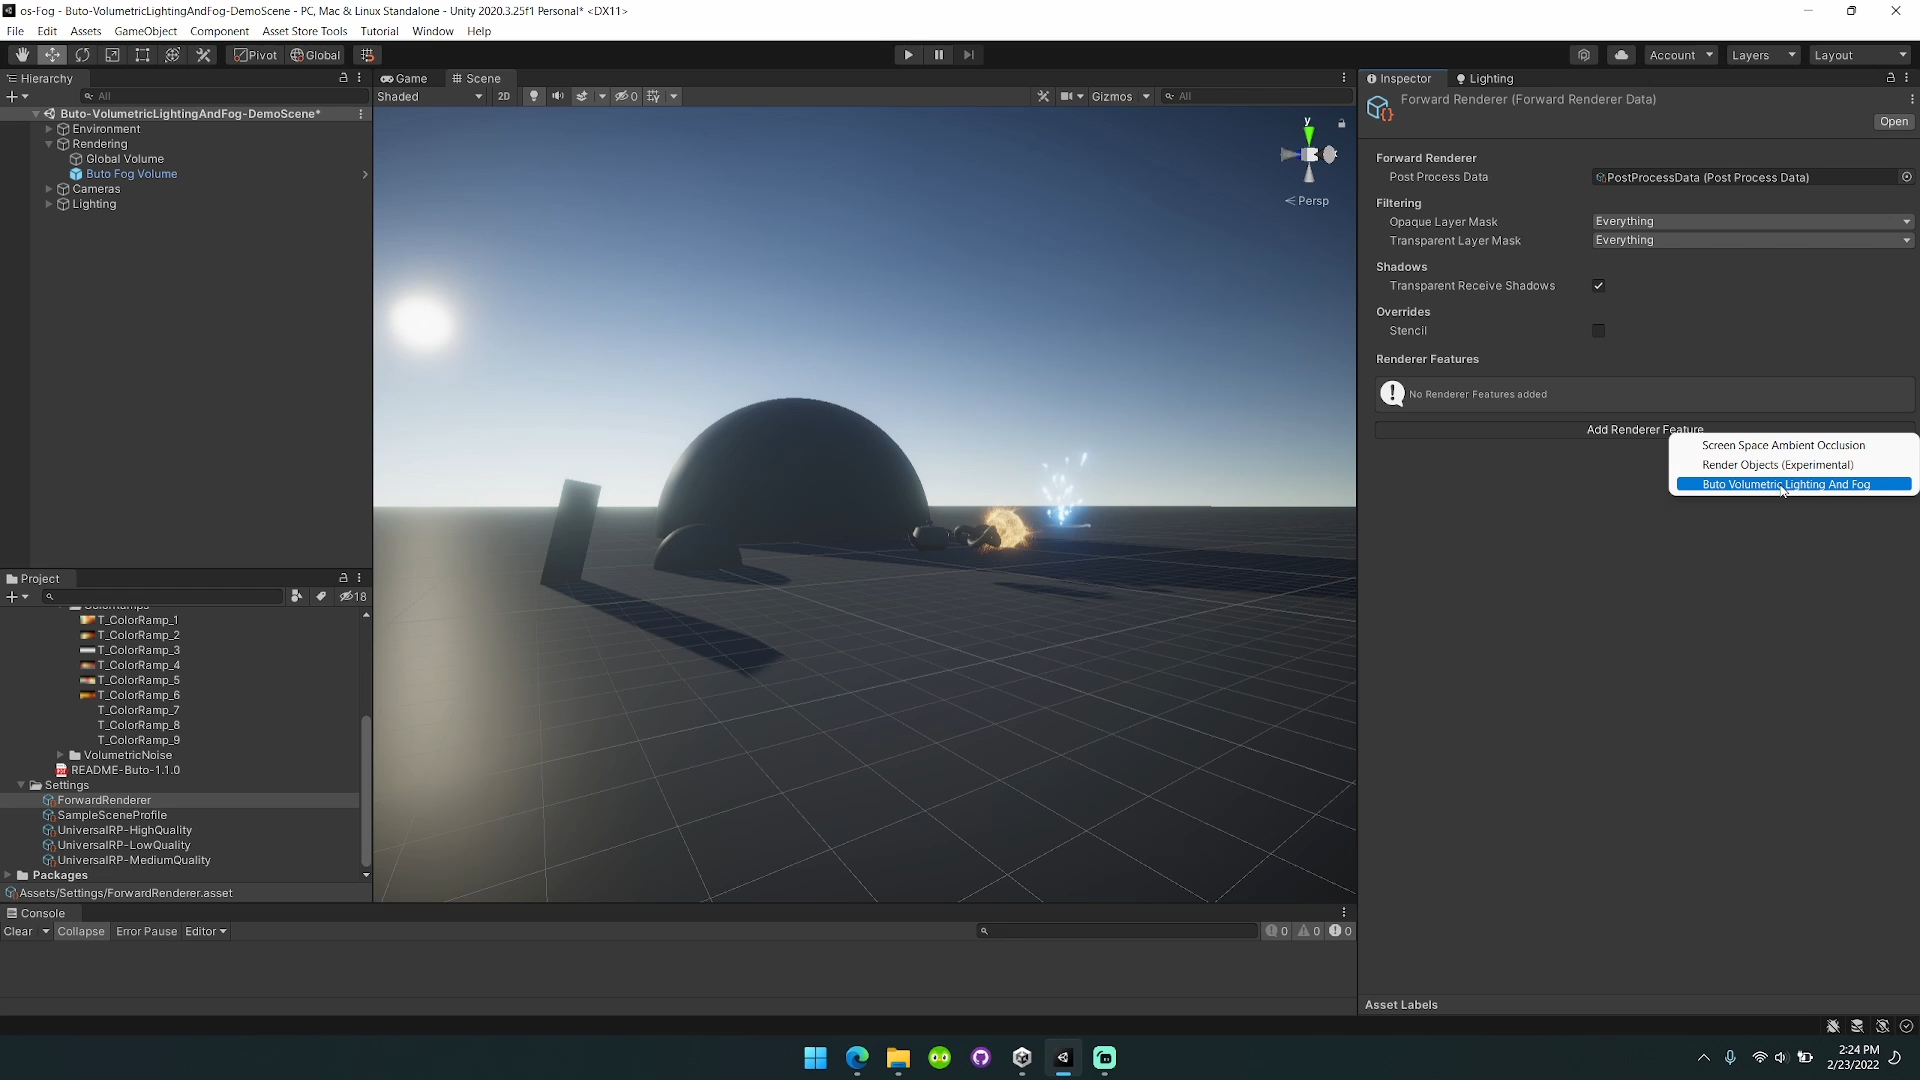 os-Fog - Buto-VolumetricLightingAndFog-DemoScene - PC, Mac & Linux Standalone - Unity 2020.3.25f1 Personal* <DX11>
File Edit Assets GameObject Component Asset Store Tools Tutorial Window Help
Pivot Global Account Layers Layout
Hierarchy
All
Buto-VolumetricLightingAndFog-DemoScene*
Environment
Rendering
Global Volume
Buto Fog Volume
Cameras
Lighting
Game Scene
Shaded 2D 0 Gizmos All
y
Persp
Inspector Lighting
Forward Renderer (Forward Renderer Data)
Open
Forward Renderer
Post Process Data PostProcessData (Post Process Data)
Filtering
Opaque Layer Mask Everything
Transparent Layer Mask Everything
Shadows
Transparent Receive Shadows
Overrides
Stencil
Renderer Features
No Renderer Features added
Add Renderer Feature
Screen Space Ambient Occlusion
Render Objects (Experimental)
Buto Volumetric Lighting And Fog
Project
18
ColorRamps
T_ColorRamp_1
T_ColorRamp_2
T_ColorRamp_3
T_ColorRamp_4
T_ColorRamp_5
T_ColorRamp_6
T_ColorRamp_7
T_ColorRamp_8
T_ColorRamp_9
VolumetricNoise
README-Buto-1.1.0
Settings
ForwardRenderer
SampleSceneProfile
UniversalRP-HighQuality
UniversalRP-LowQuality
UniversalRP-MediumQuality
Packages
Assets/Settings/ForwardRenderer.asset
Console
Clear Collapse Error Pause Editor 0 0 0
Asset Labels
2:24 PM
2/23/2022